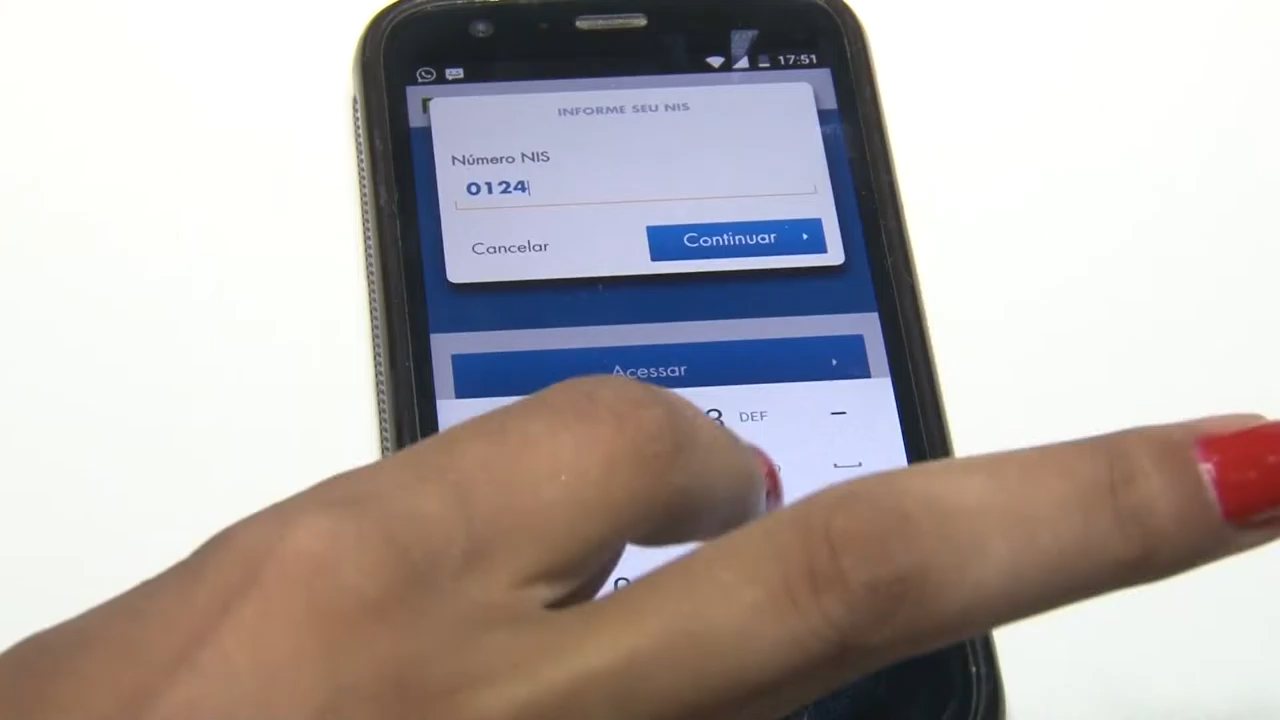 17:51
INFORME SEU NIS
Número NIS
0124
Cancelar
Continuar
Acessar
3 DEF